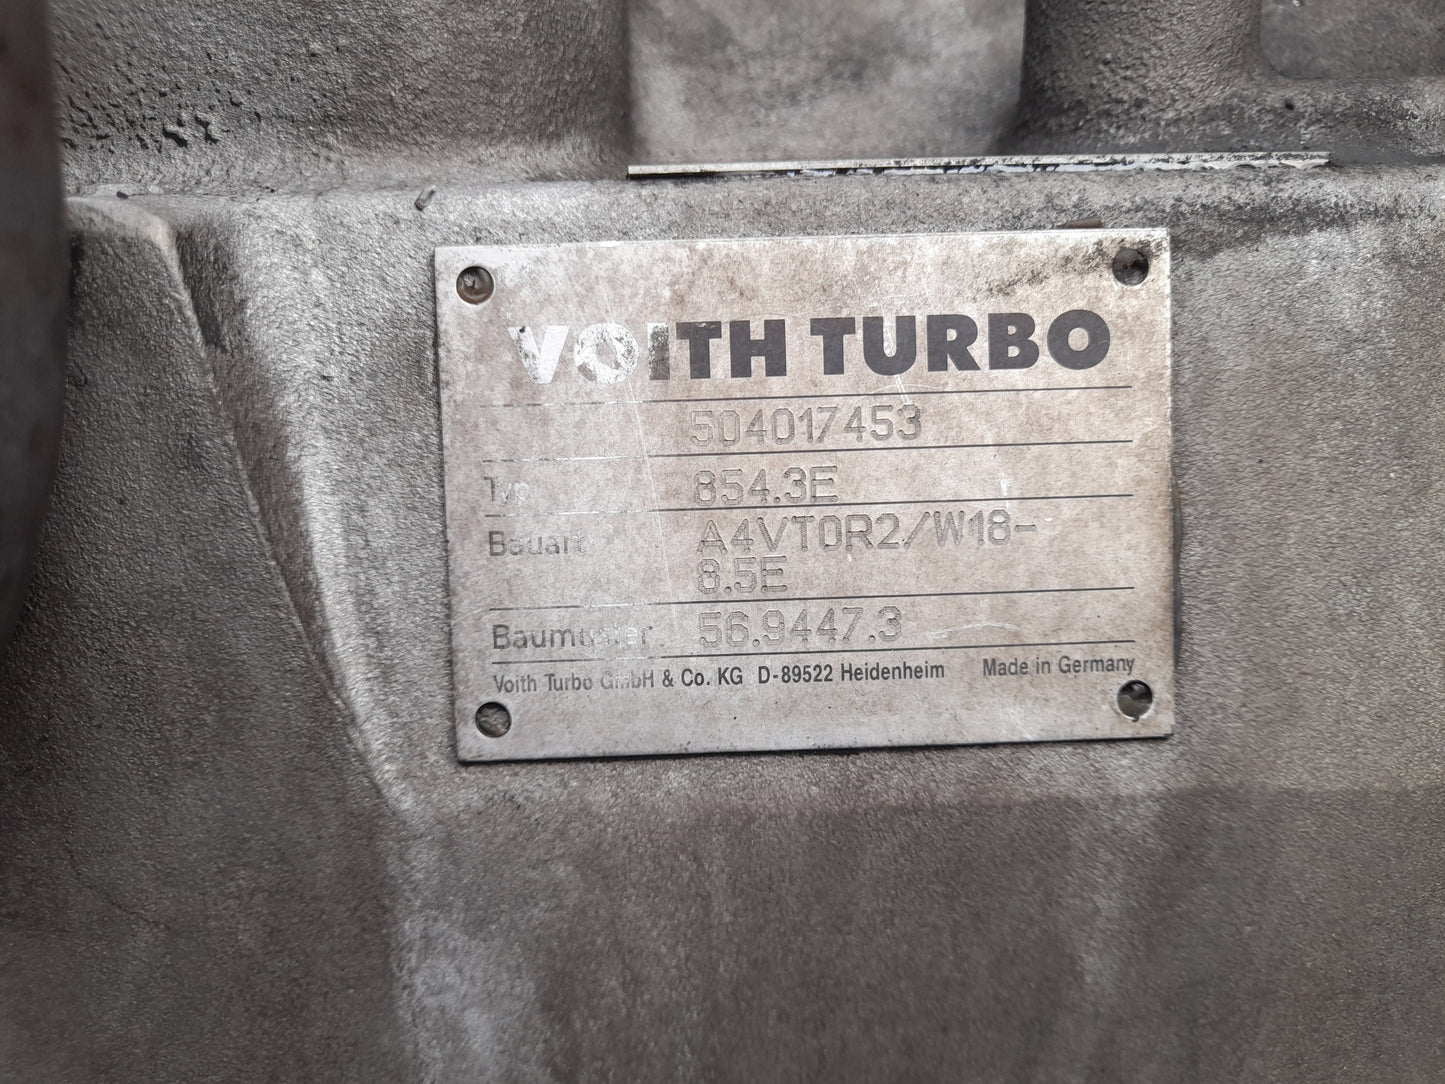 VOITH TURBO
504017453
Typ 854.3E
Bauart A4VTOR2/W18-
8.5E
Baumuster 56.9447.3
Voith Turbo GmbH & Co. KG D-89522 Heidenheim Made in Germany